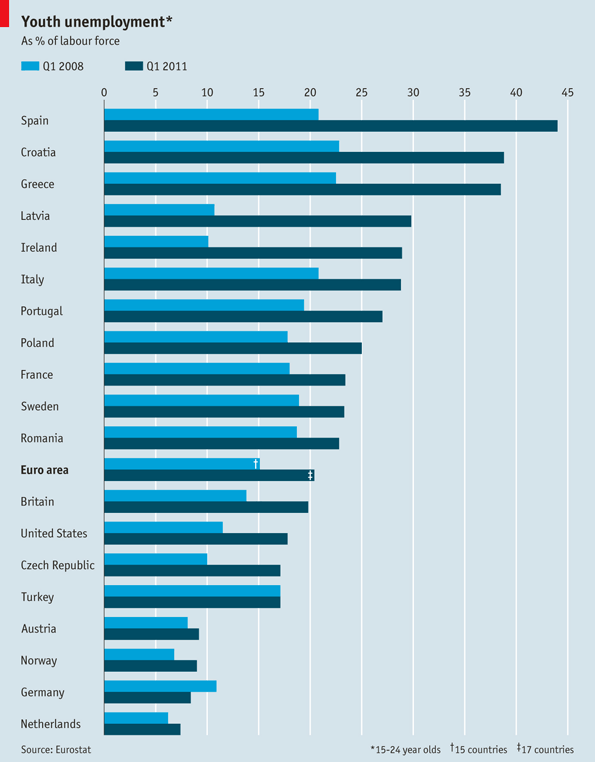 Youth unemployment*
As % of labour force
Q1 2008 Q1 2011
0 5 10 15 20 25 30 35 40 45
Spain
Croatia
Greece
Latvia
Ireland
Italy
Portugal
Poland
France
Sweden
Romania
Euro area † ‡
Britain
United States
Czech Republic
Turkey
Austria
Norway
Germany
Netherlands
Source: Eurostat *15-24 year olds †15 countries ‡17 countries